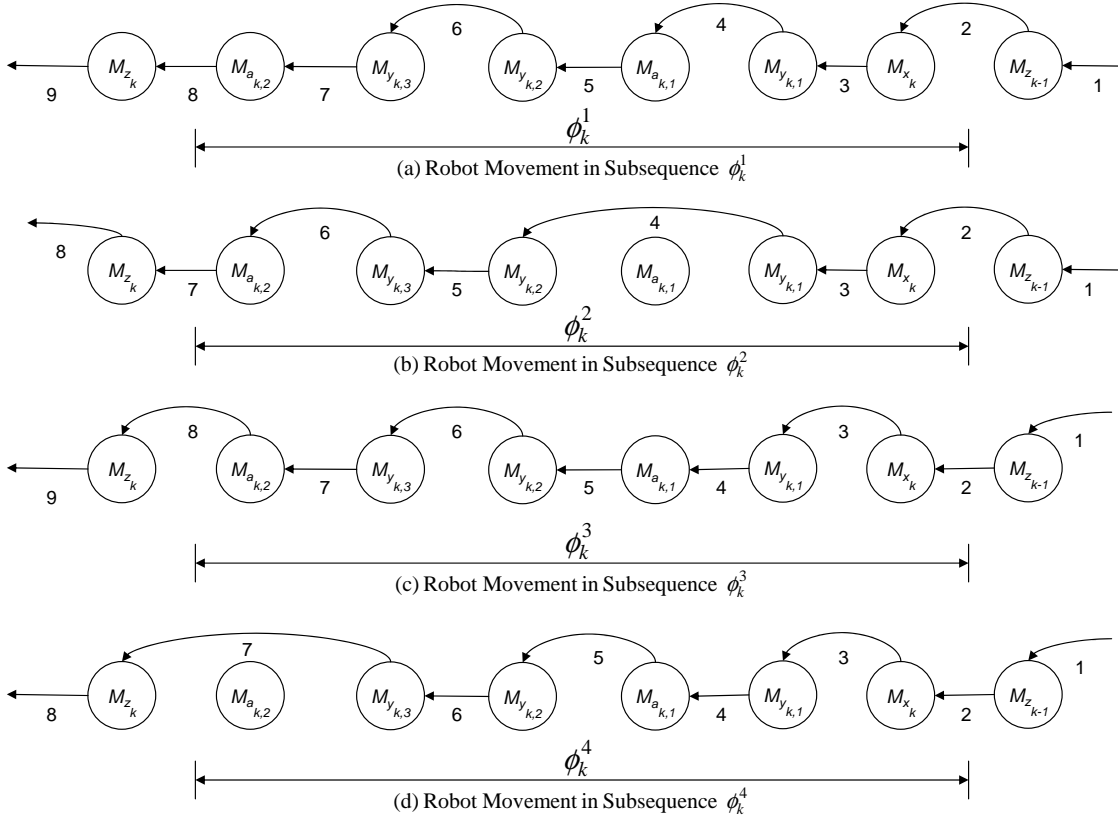 6 4 2
M_{z_k} M_{a_{k,2}} M_{y_{k,3}} M_{y_{k,2}} M_{a_{k,1}} M_{y_{k,1}} M_{x_k} M_{z_{k-1}}
9 8 7 5 3 1
ϕ_k^1
(a) Robot Movement in Subsequence ϕ_k^1
8 6 4 2
M_{z_k} M_{a_{k,2}} M_{y_{k,3}} M_{y_{k,2}} M_{a_{k,1}} M_{y_{k,1}} M_{x_k} M_{z_{k-1}}
7 5 3 1
ϕ_k^2
(b) Robot Movement in Subsequence ϕ_k^2
8 6 3 1
M_{z_k} M_{a_{k,2}} M_{y_{k,3}} M_{y_{k,2}} M_{a_{k,1}} M_{y_{k,1}} M_{x_k} M_{z_{k-1}}
9 7 5 4 2
ϕ_k^3
(c) Robot Movement in Subsequence ϕ_k^3
7 5 3 1
M_{z_k} M_{a_{k,2}} M_{y_{k,3}} M_{y_{k,2}} M_{a_{k,1}} M_{y_{k,1}} M_{x_k} M_{z_{k-1}}
8 6 4 2
ϕ_k^4
(d) Robot Movement in Subsequence ϕ_k^4